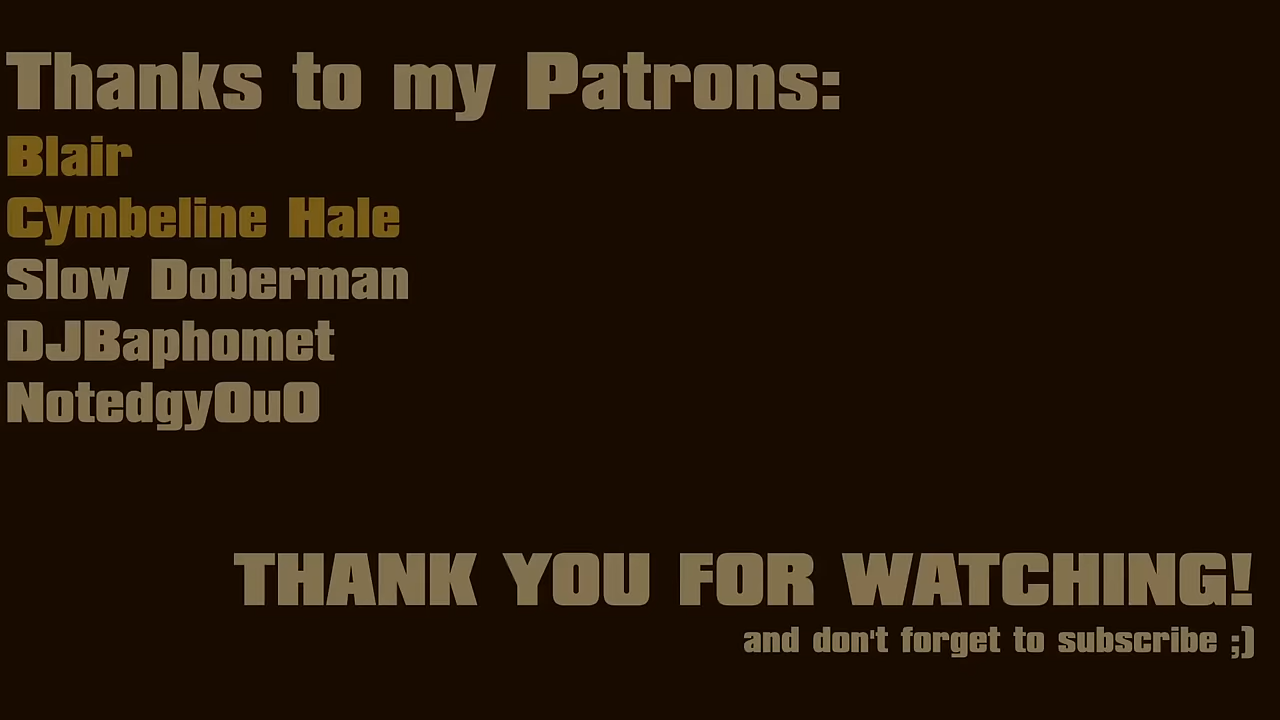 Thanks to my Patrons:
Blair
Cymbeline Hale
Slow Doberman
DJBaphomet
NotedgyOuO
THANK YOU FOR WATCHING!
and don't forget to subscribe ;)